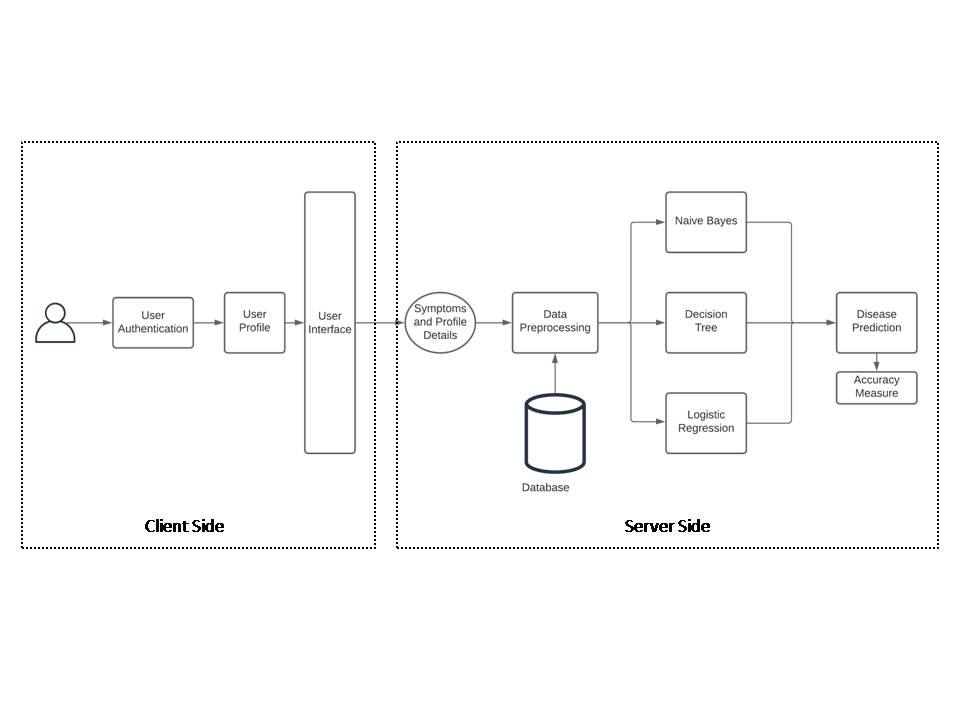 User
Authentication
User
Profile
User
Interface
Client Side
Symptoms
and Profile
Details
Data
Preprocessing
Database
Naive Bayes
Decision
Tree
Logistic
Regression
Disease
Prediction
Accuracy
Measure
Server Side